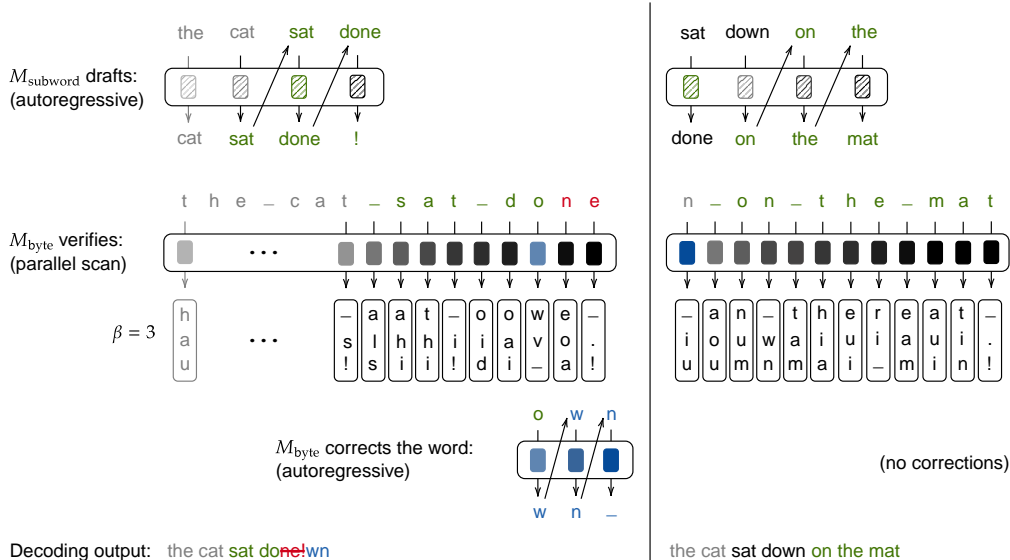 the cat sat done
M_subword drafts:
(autoregressive)
cat sat done !
sat down on the
done on the mat
t h e _ c a t _ s a t _ d o n e
M_byte verifies:
(parallel scan)
...
β = 3
h a u
...
_ s !
a l s
a h i
t h i
_ i !
o i d
o a i
w v _
e o a
_ . !
n _ o n _ t h e _ m a t
_ i u
a o u
n u m
_ w n
t a m
h i a
e u i
r i _
e a m
a u i
t i n
_ . !
M_byte corrects the word:
(autoregressive)
o w n
w n _
(no corrections)
Decoding output: the cat sat done!wn
the cat sat down on the mat